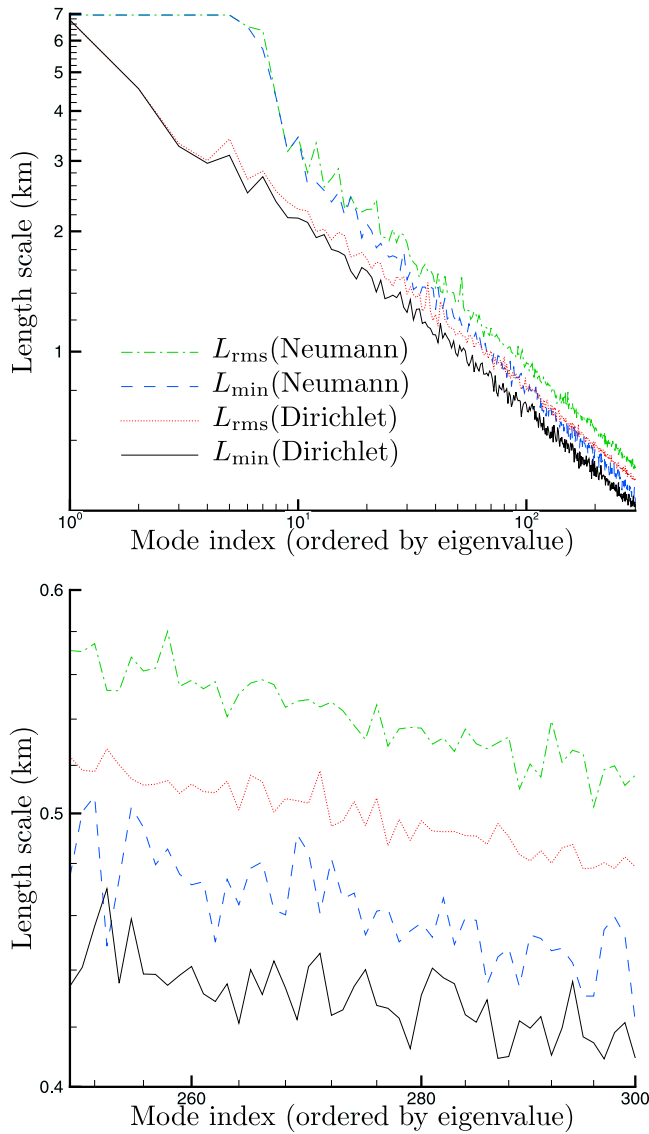 7
6
5
4
3
2
1
Length scale (km)
L_rms(Neumann)
L_min(Neumann)
L_rms(Dirichlet)
L_min(Dirichlet)
10^0 10^1 10^2
Mode index (ordered by eigenvalue)
0.6
0.5
0.4
Length scale (km)
260 280 300
Mode index (ordered by eigenvalue)